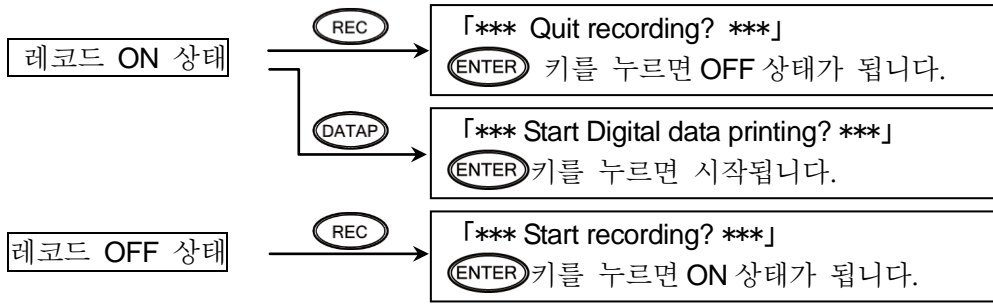 레코드 ON 상태
REC
「*** Quit recording? ***」
ENTER 키를 누르면 OFF 상태가 됩니다.
DATAP
「*** Start Digital data printing? ***」
ENTER 키를 누르면 시작됩니다.
레코드 OFF 상태
REC
「*** Start recording? ***」
ENTER 키를 누르면 ON 상태가 됩니다.